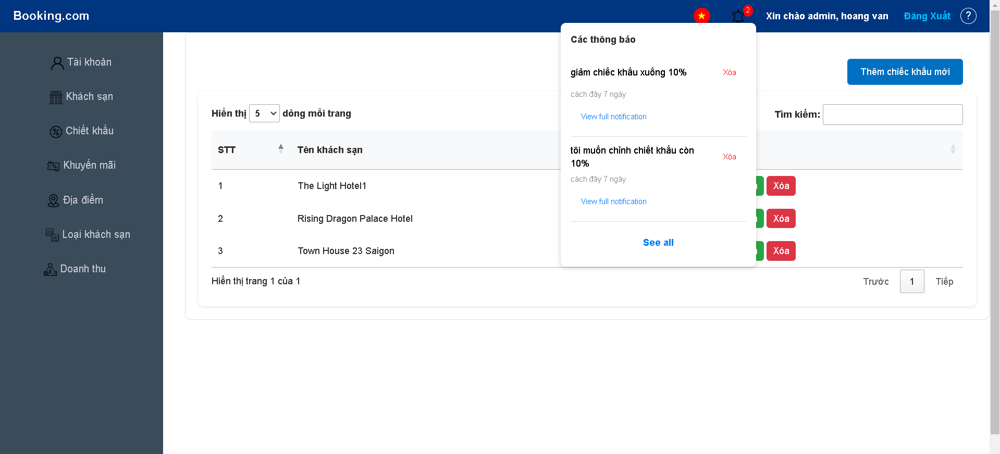 Booking.com
2
Xin chào admin, hoang van
Đăng Xuất
?
Tài khoản
Khách sạn
Chiết khấu
Khuyến mãi
Địa điểm
Loại khách sạn
Doanh thu
Các thông báo
giảm chiếc khấu xuống 10%
Xóa
cách đây 7 ngày
View full notification
tôi muốn chỉnh chiết khấu còn
10%
Xóa
cách đây 7 ngày
View full notification
See all
Thêm chiếc khấu mới
Hiển thị 5 dòng mỗi trang
Tìm kiếm:
STT
Tên khách sạn
1
The Light Hotel1
Xóa
2
Rising Dragon Palace Hotel
Xóa
3
Town House 23 Saigon
Xóa
Hiển thị trang 1 của 1
Trước
1
Tiếp